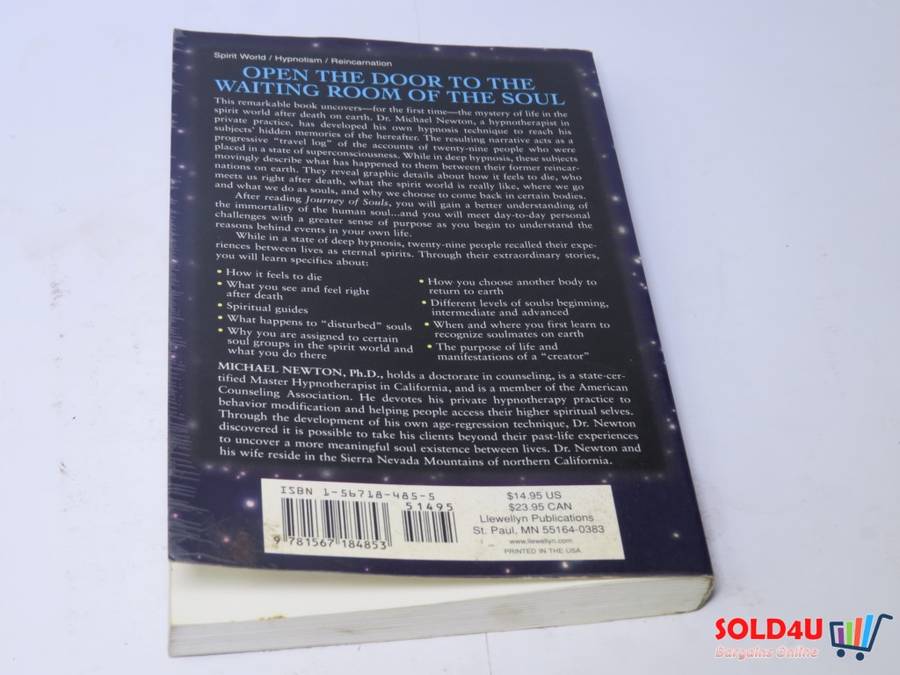 Spirit World / Hypnotism / Reincarnation
OPEN THE DOOR TO THE
WAITING ROOM OF THE SOUL
This remarkable book uncovers—for the first time—the mystery of life in the
spirit world after death on earth. Dr. Michael Newton, a hypnotherapist in
private practice, has developed his own hypnosis technique to reach his
subjects' hidden memories of the hereafter. The resulting narrative acts as a
progressive "travel log" of the accounts of twenty-nine people who were
placed in a state of superconsciousness. While in deep hypnosis, these subjects
movingly describe what has happened to them between their former reincar-
nations on earth. They reveal graphic details about how it feels to die, who
meets us right after death, what the spirit world is really like, where we go
and what we do as souls, and why we choose to come back in certain bodies.
After reading Journey of Souls, you will gain a better understanding of
the immortality of the human soul...and you will meet day-to-day personal
challenges with a greater sense of purpose as you begin to understand the
reasons behind events in your own life.
While in a state of deep hypnosis, twenty-nine people recalled their expe-
riences between lives as eternal spirits. Through their extraordinary stories,
you will learn specifics about:
• How it feels to die
• What you see and feel right
after death
• Spiritual guides
• What happens to "disturbed" souls
• Why you are assigned to certain
soul groups in the spirit world and
what you do there
• How you choose another body to
return to earth
• Different levels of souls: beginning,
intermediate and advanced
• When and where you first learn to
recognize soulmates on earth
• The purpose of life and
manifestations of a "creator"
MICHAEL NEWTON, Ph.D., holds a doctorate in counseling, is a state-cer-
tified Master Hypnotherapist in California, and is a member of the American
Counseling Association. He devotes his private hypnotherapy practice to
behavior modification and helping people access their higher spiritual selves.
Through the development of his own age-regression technique, Dr. Newton
discovered it is possible to take his clients beyond their past-life experiences
to uncover a more meaningful soul existence between lives. Dr. Newton and
his wife reside in the Sierra Nevada Mountains of northern California.
ISBN 1-56718-485-5
51495
9 781567 184853
$14.95 US
$23.95 CAN
Llewellyn Publications
St. Paul, MN 55164-0383
www.llewellyn.com
PRINTED IN THE USA
SOLD4U
Bargains Online